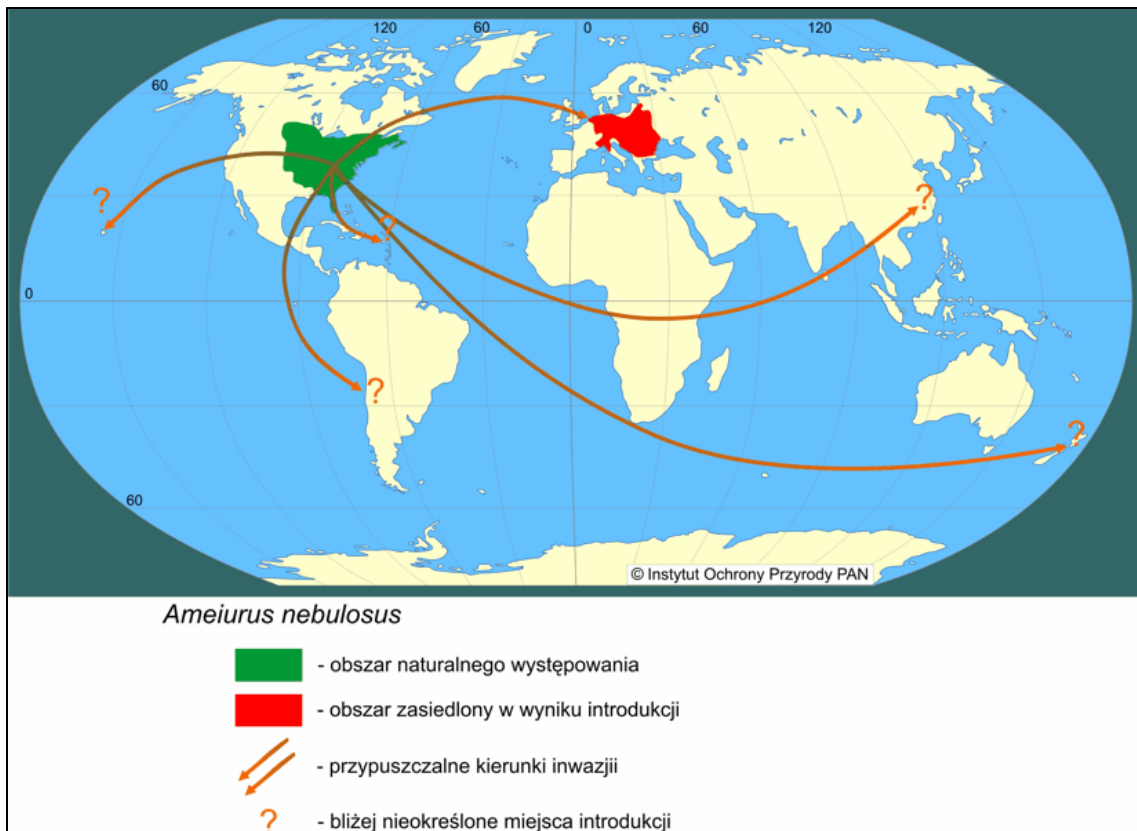 120 60 0 60 120
60
?
?
?
0
?
?
60
© Instytut Ochrony Przyrody PAN
Ameiurus nebulosus
- obszar naturalnego występowania
- obszar zasiedlony w wyniku introdukcji
- przypuszczalne kierunki inwazjii
? - bliżej nieokreślone miejsca introdukcji